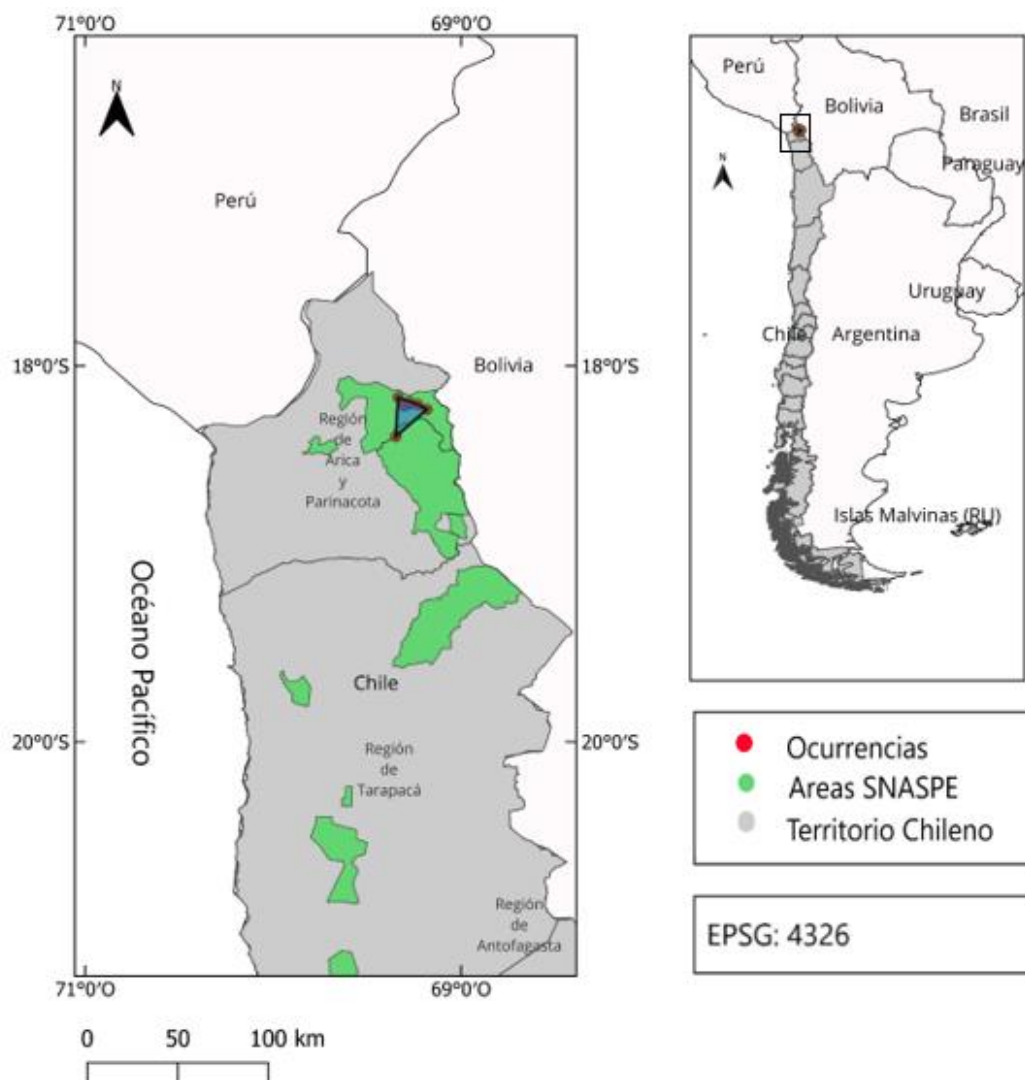 71°0'O
69°0'O
N
Perú
18°0'S
18°0'S
Bolivia
Región
de
Arica
y
Parinacota
Océano Pacífico
Chile
20°0'S
20°0'S
Región
de
Tarapacá
Región
de
Antofagasta
71°0'O
69°0'O
0 50 100 km
Perú
Bolivia
Brasil
N
Paraguay
Uruguay
Chile
Argentina
Islas Malvinas (RU)
Ocurrencias
Areas SNASPE
Territorio Chileno
EPSG: 4326